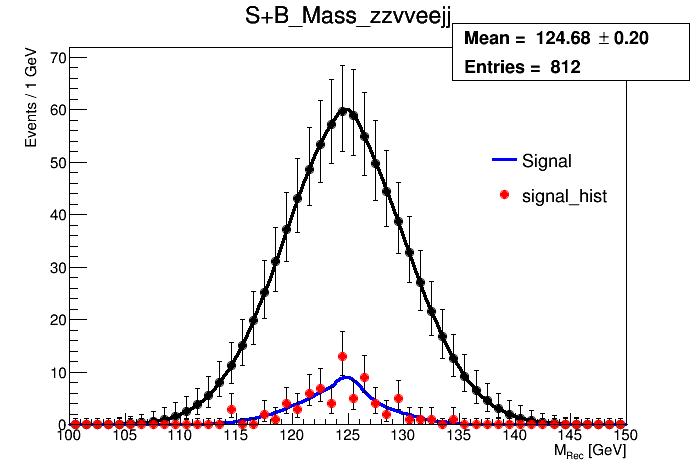 S+B_Mass_zzvveejj
Mean = 124.68 ± 0.20
Entries = 812
Events / 1 GeV
70
60
50
40
30
20
10
0
Signal
signal_hist
100 105 110 115 120 125 130 135 140 145 150
M_Rec [GeV]